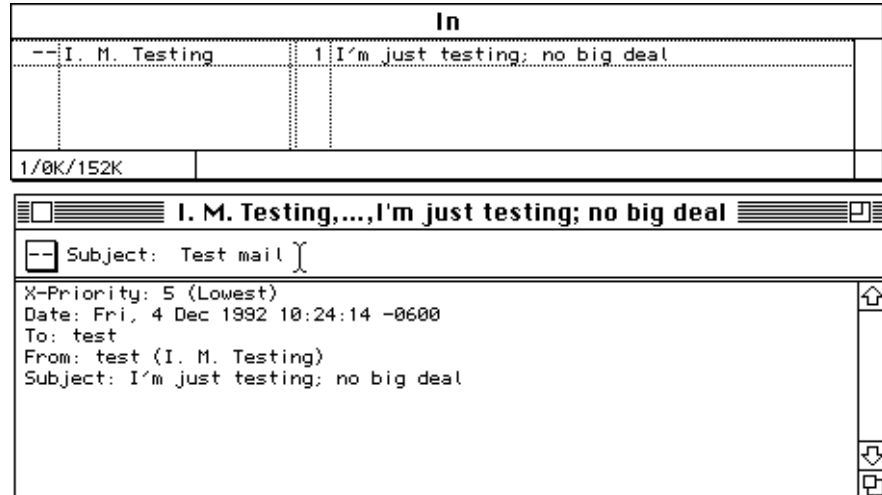 In
-- I. M. Testing 1 I'm just testing; no big deal
1/0K/152K
I. M. Testing,...,I'm just testing; no big deal
-- Subject: Test mail
X-Priority: 5 (Lowest)
Date: Fri, 4 Dec 1992 10:24:14 -0600
To: test
From: test (I. M. Testing)
Subject: I'm just testing; no big deal